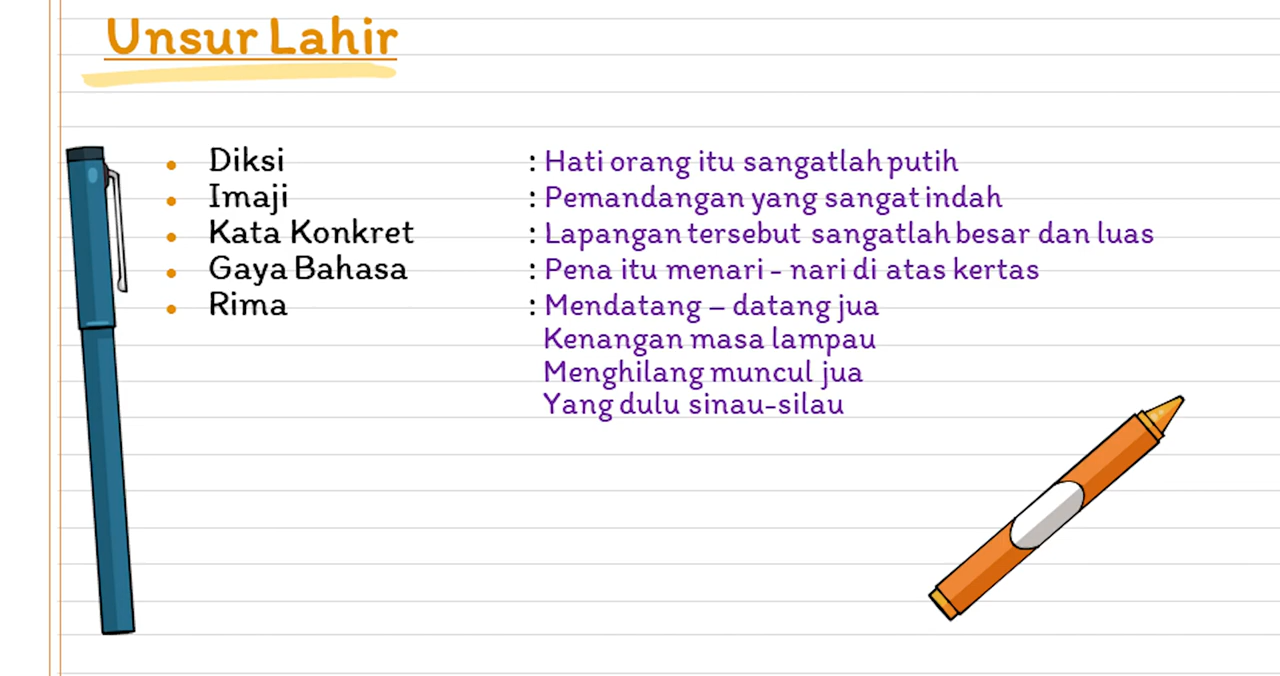 Unsur Lahir
• Diksi : Hati orang itu sangatlah putih
• Imaji : Pemandangan yang sangat indah
• Kata Konkret : Lapangan tersebut sangatlah besar dan luas
• Gaya Bahasa : Pena itu menari - nari di atas kertas
• Rima : Mendatang – datang jua
Kenangan masa lampau
Menghilang muncul jua
Yang dulu sinau-silau